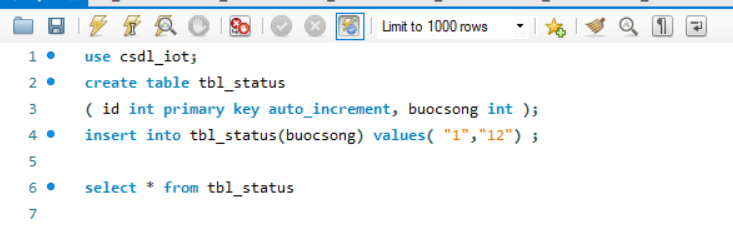 Limit to 1000 rows
1 use csdl_iot;
2 create table tbl_status
3 ( id int primary key auto_increment, buocsong int );
4 insert into tbl_status(buocsong) values( "1","12") ;
5
6 select * from tbl_status
7